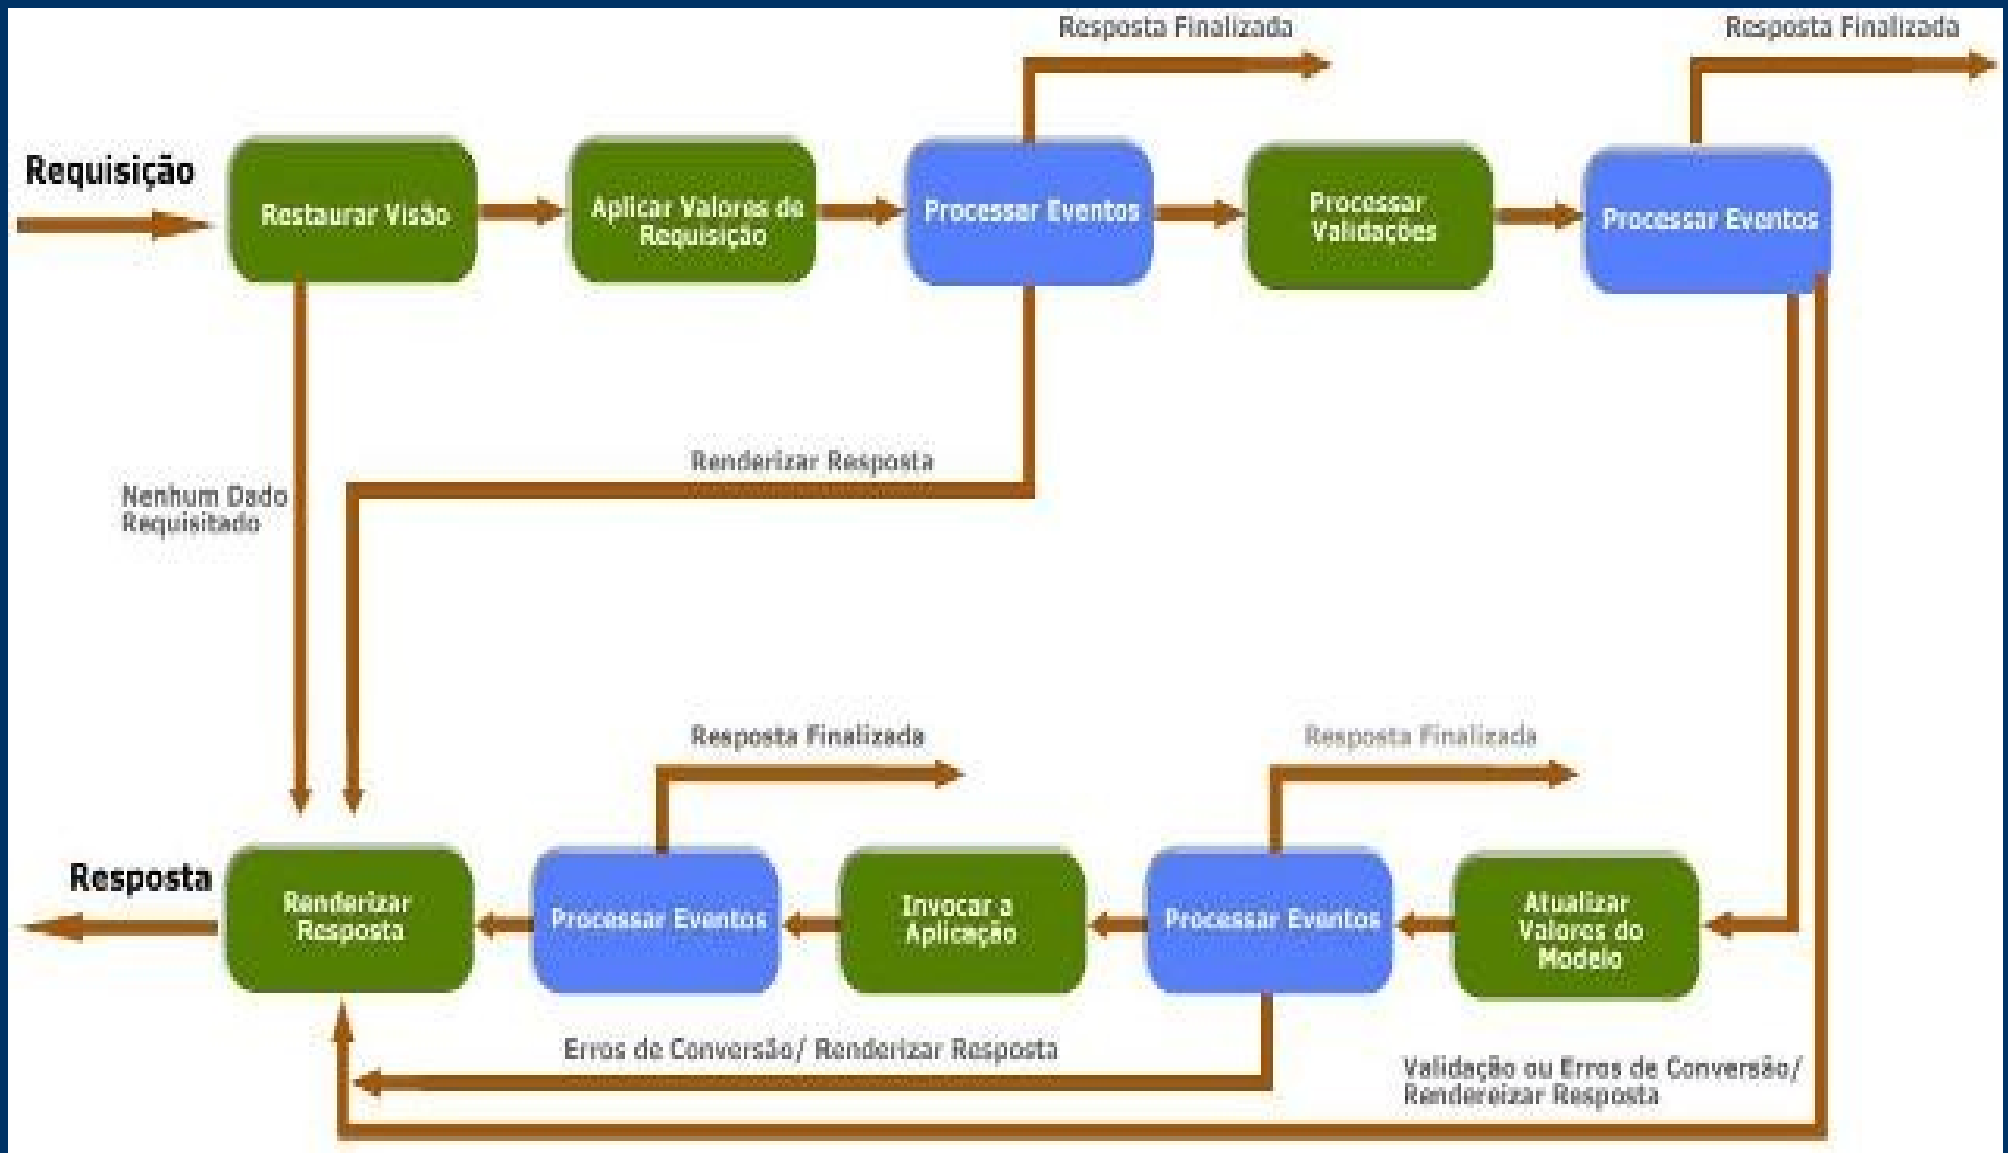 Resposta Finalizada
Resposta Finalizada
Requisição
Restaurar Visão
Aplicar Valores de
Requisição
Processar Eventos
Processar
Validações
Processar Eventos
Renderizar Resposta
Nenhum Dado
Requisitado
Resposta Finalizada
Resposta Finalizada
Resposta
Renderizar
Resposta
Processar Eventos
Invocar a
Aplicação
Processar Eventos
Atualizar
Valores do
Modelo
Erros de Conversão/ Renderizar Resposta
Validação ou Erros de Conversão/
Rendereizar Resposta